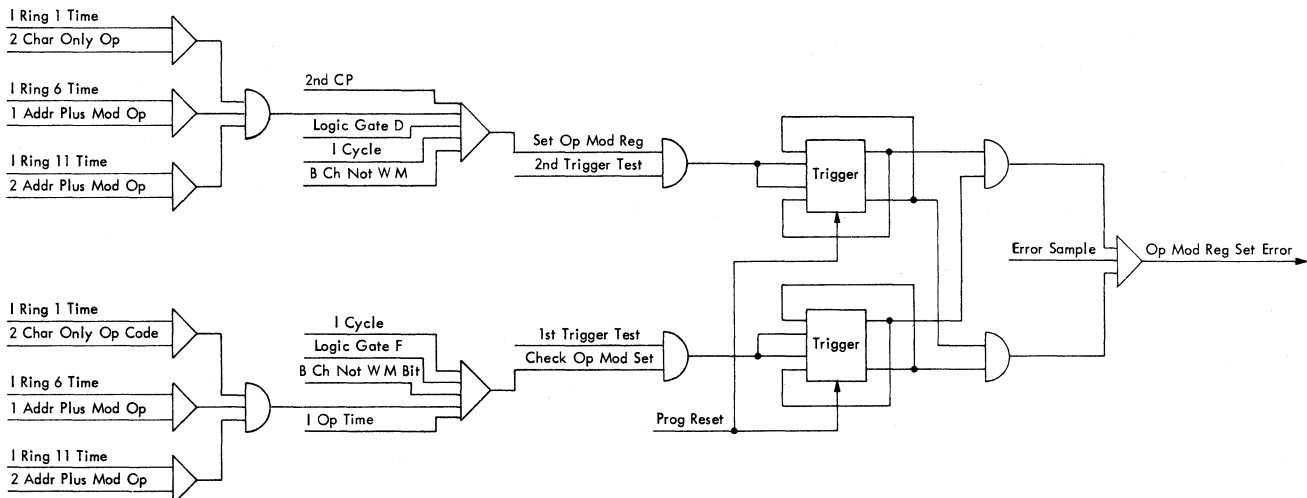 I Ring 1 Time
2 Char Only Op
I Ring 6 Time
1 Addr Plus Mod Op
I Ring 11 Time
2 Addr Plus Mod Op
2nd CP
Logic Gate D
I Cycle
B Ch Not W M
Set Op Mod Reg
2nd Trigger Test
Trigger
Error Sample
Op Mod Reg Set Error
I Ring 1 Time
2 Char Only Op Code
I Ring 6 Time
1 Addr Plus Mod Op
I Ring 11 Time
2 Addr Plus Mod Op
I Cycle
Logic Gate F
B Ch Not WM Bit
I Op Time
1st Trigger Test
Check Op Mod Set
Trigger
Prog Reset